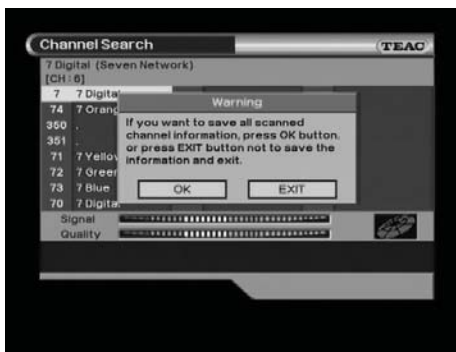 Channel Search
TEAC
7 Digital (Seven Network)
[CH : 6]
7 7 Digital
74 7 Orang
350 .
351 .
71 7 Yellov
72 7 Green
73 7 Blue
70 7 Digita
Warning
If you want to save all scanned
channel information, press OK button.
or press EXIT button not to save the
information and exit.
OK EXIT
Signal
Quality